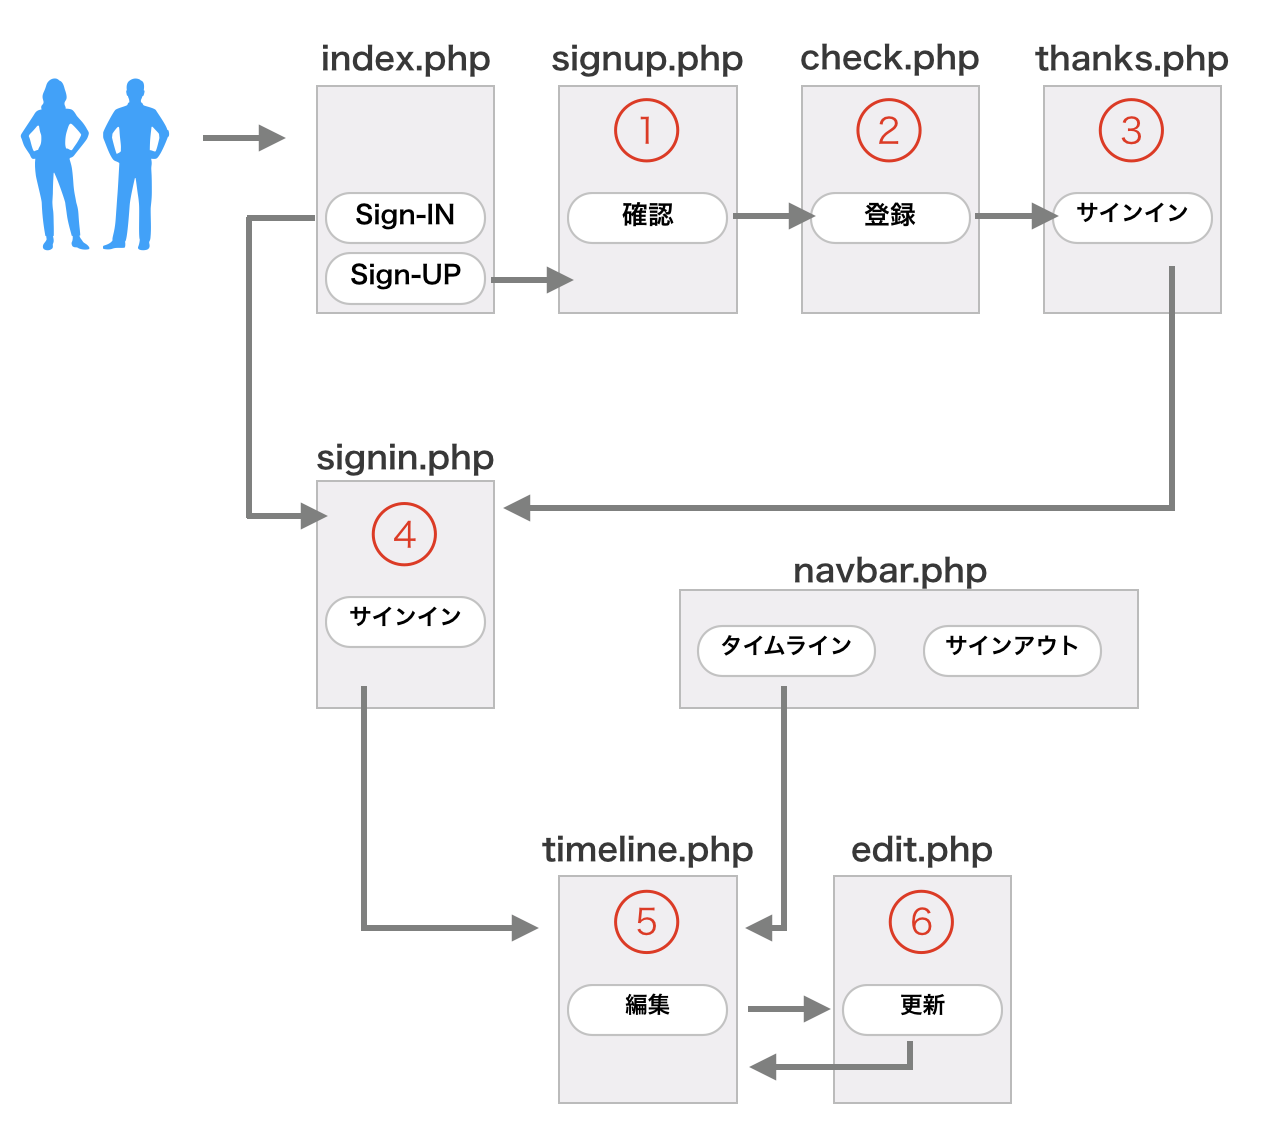 index.php
Sign-IN
Sign-UP
signup.php
1
確認
check.php
2
登録
thanks.php
3
サインイン
signin.php
4
サインイン
navbar.php
タイムライン
サインアウト
timeline.php
5
編集
edit.php
6
更新